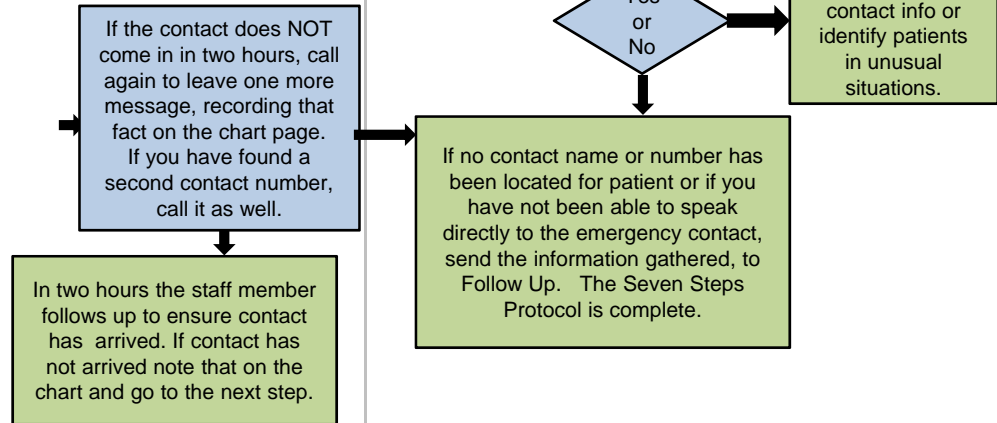 If the contact does NOT
come in in two hours, call
again to leave one more
message, recording that
fact on the chart page.
If you have found a
second contact number,
call it as well.
In two hours the staff member
follows up to ensure contact
has arrived. If contact has
not arrived note that on the
chart and go to the next step.
or
No
contact info or
identify patients
in unusual
situations.
If no contact name or number has
been located for patient or if you
have not been able to speak
directly to the emergency contact,
send the information gathered, to
Follow Up. The Seven Steps
Protocol is complete.